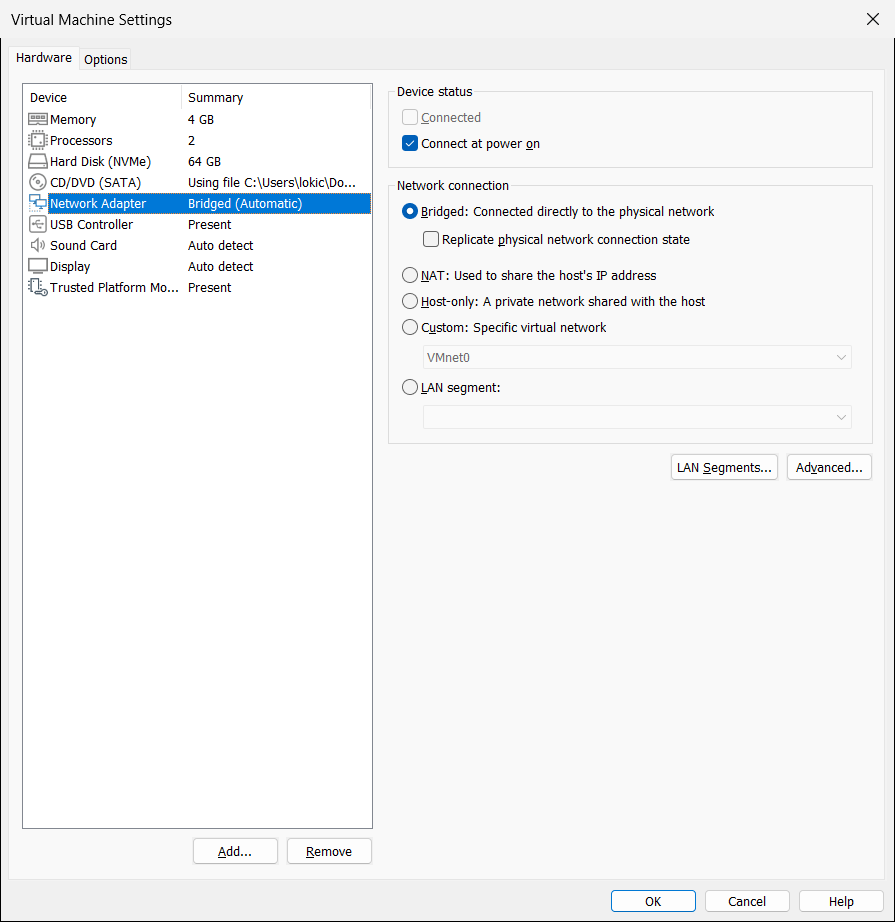 Virtual Machine Settings
Hardware Options
Device Summary
Memory 4 GB
Processors 2
Hard Disk (NVMe) 64 GB
CD/DVD (SATA) Using file C:\Users\lokic\Do...
Network Adapter Bridged (Automatic)
USB Controller Present
Sound Card Auto detect
Display Auto detect
Trusted Platform Mo... Present
Add... Remove
Device status
Connected
Connect at power on
Network connection
Bridged: Connected directly to the physical network
Replicate physical network connection state
NAT: Used to share the host's IP address
Host-only: A private network shared with the host
Custom: Specific virtual network
VMnet0
LAN segment:
LAN Segments... Advanced...
OK Cancel Help